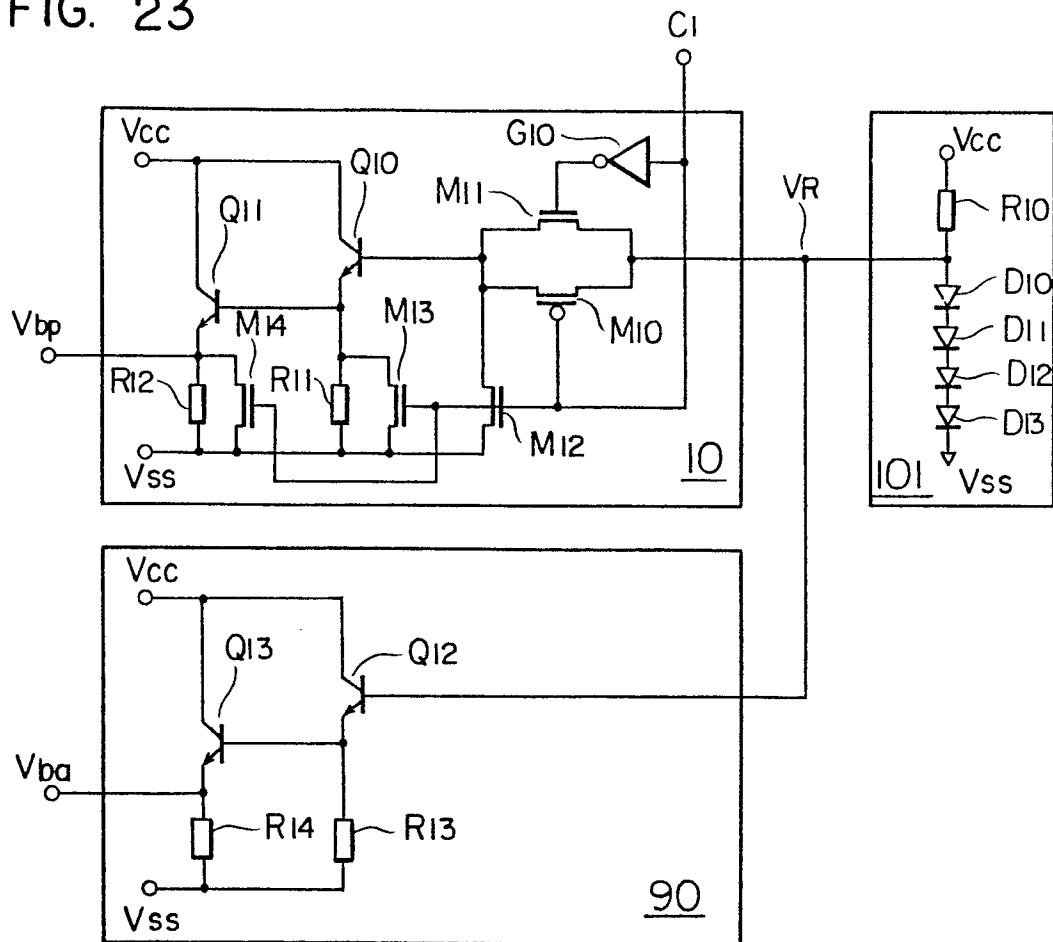 FIG. 23
C1
Vcc
G10
Q10
Vcc
M11
VR
R10
Q11
D10
Vbp
M14
M13
M10
D11
R12
R11
D12
M12
D13
Vss
10
101
Vss
Vcc
Q13
Q12
Vba
R14
R13
Vss
90